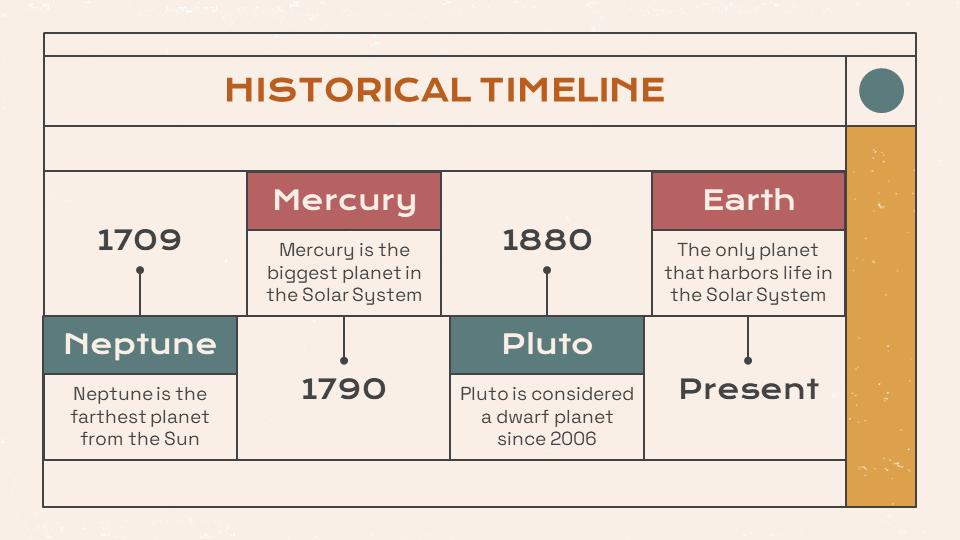 HISTORICAL TIMELINE
1709
Neptune
Neptune is the
farthest planet
from the Sun
Mercury
Mercury is the
biggest planet in
the Solar System
1790
1880
Pluto
Pluto is considered
a dwarf planet
since 2006
Earth
The only planet
that harbors life in
the Solar System
Present